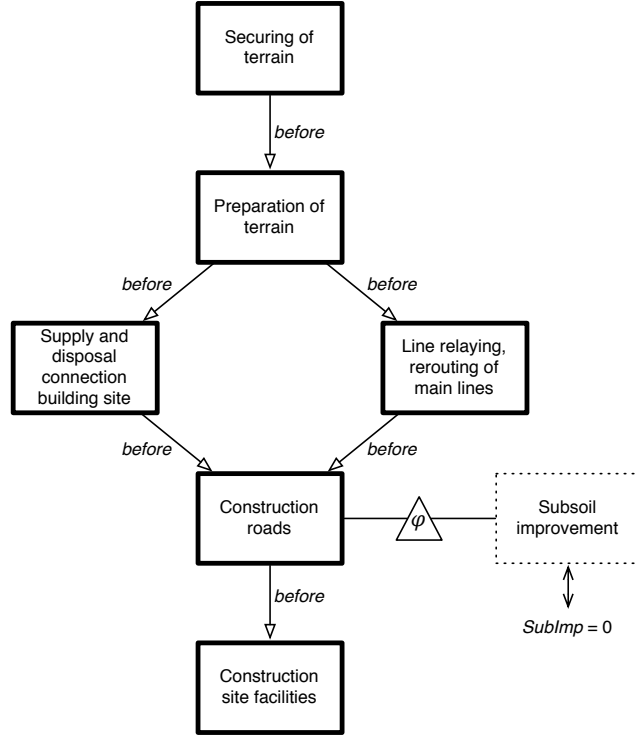 Securing of
terrain
before
Preparation of
terrain
before
before
Supply and
disposal
connection
building site
Line relaying,
rerouting of
main lines
before
before
Construction
roads
φ
Subsoil
improvement
before
SubImp = 0
Construction
site facilities